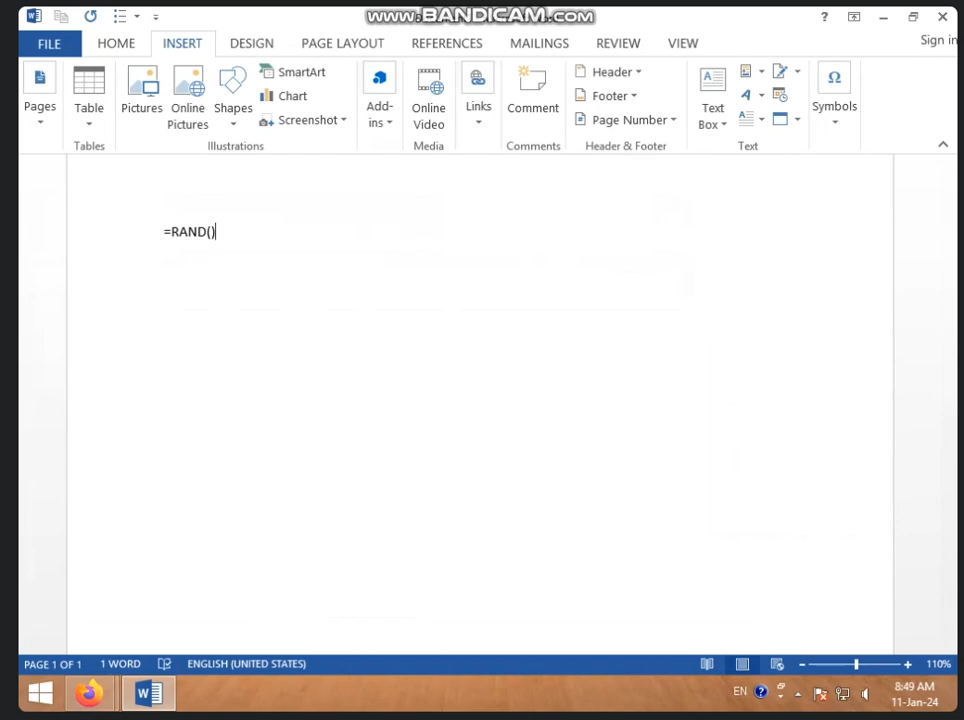 www.BANDICAM.com
FILE HOME INSERT DESIGN PAGE LAYOUT REFERENCES MAILINGS REVIEW VIEW Sign in
Pages
Table
Pictures
Online Pictures
Shapes
SmartArt
Chart
Screenshot
Add-ins
Online Video
Links
Comment
Header
Footer
Page Number
Text Box
Symbols
Tables Illustrations Media Comments Header & Footer Text
=RAND()
PAGE 1 OF 1 1 WORD ENGLISH (UNITED STATES) 110%
EN 8:49 AM
11-Jan-24